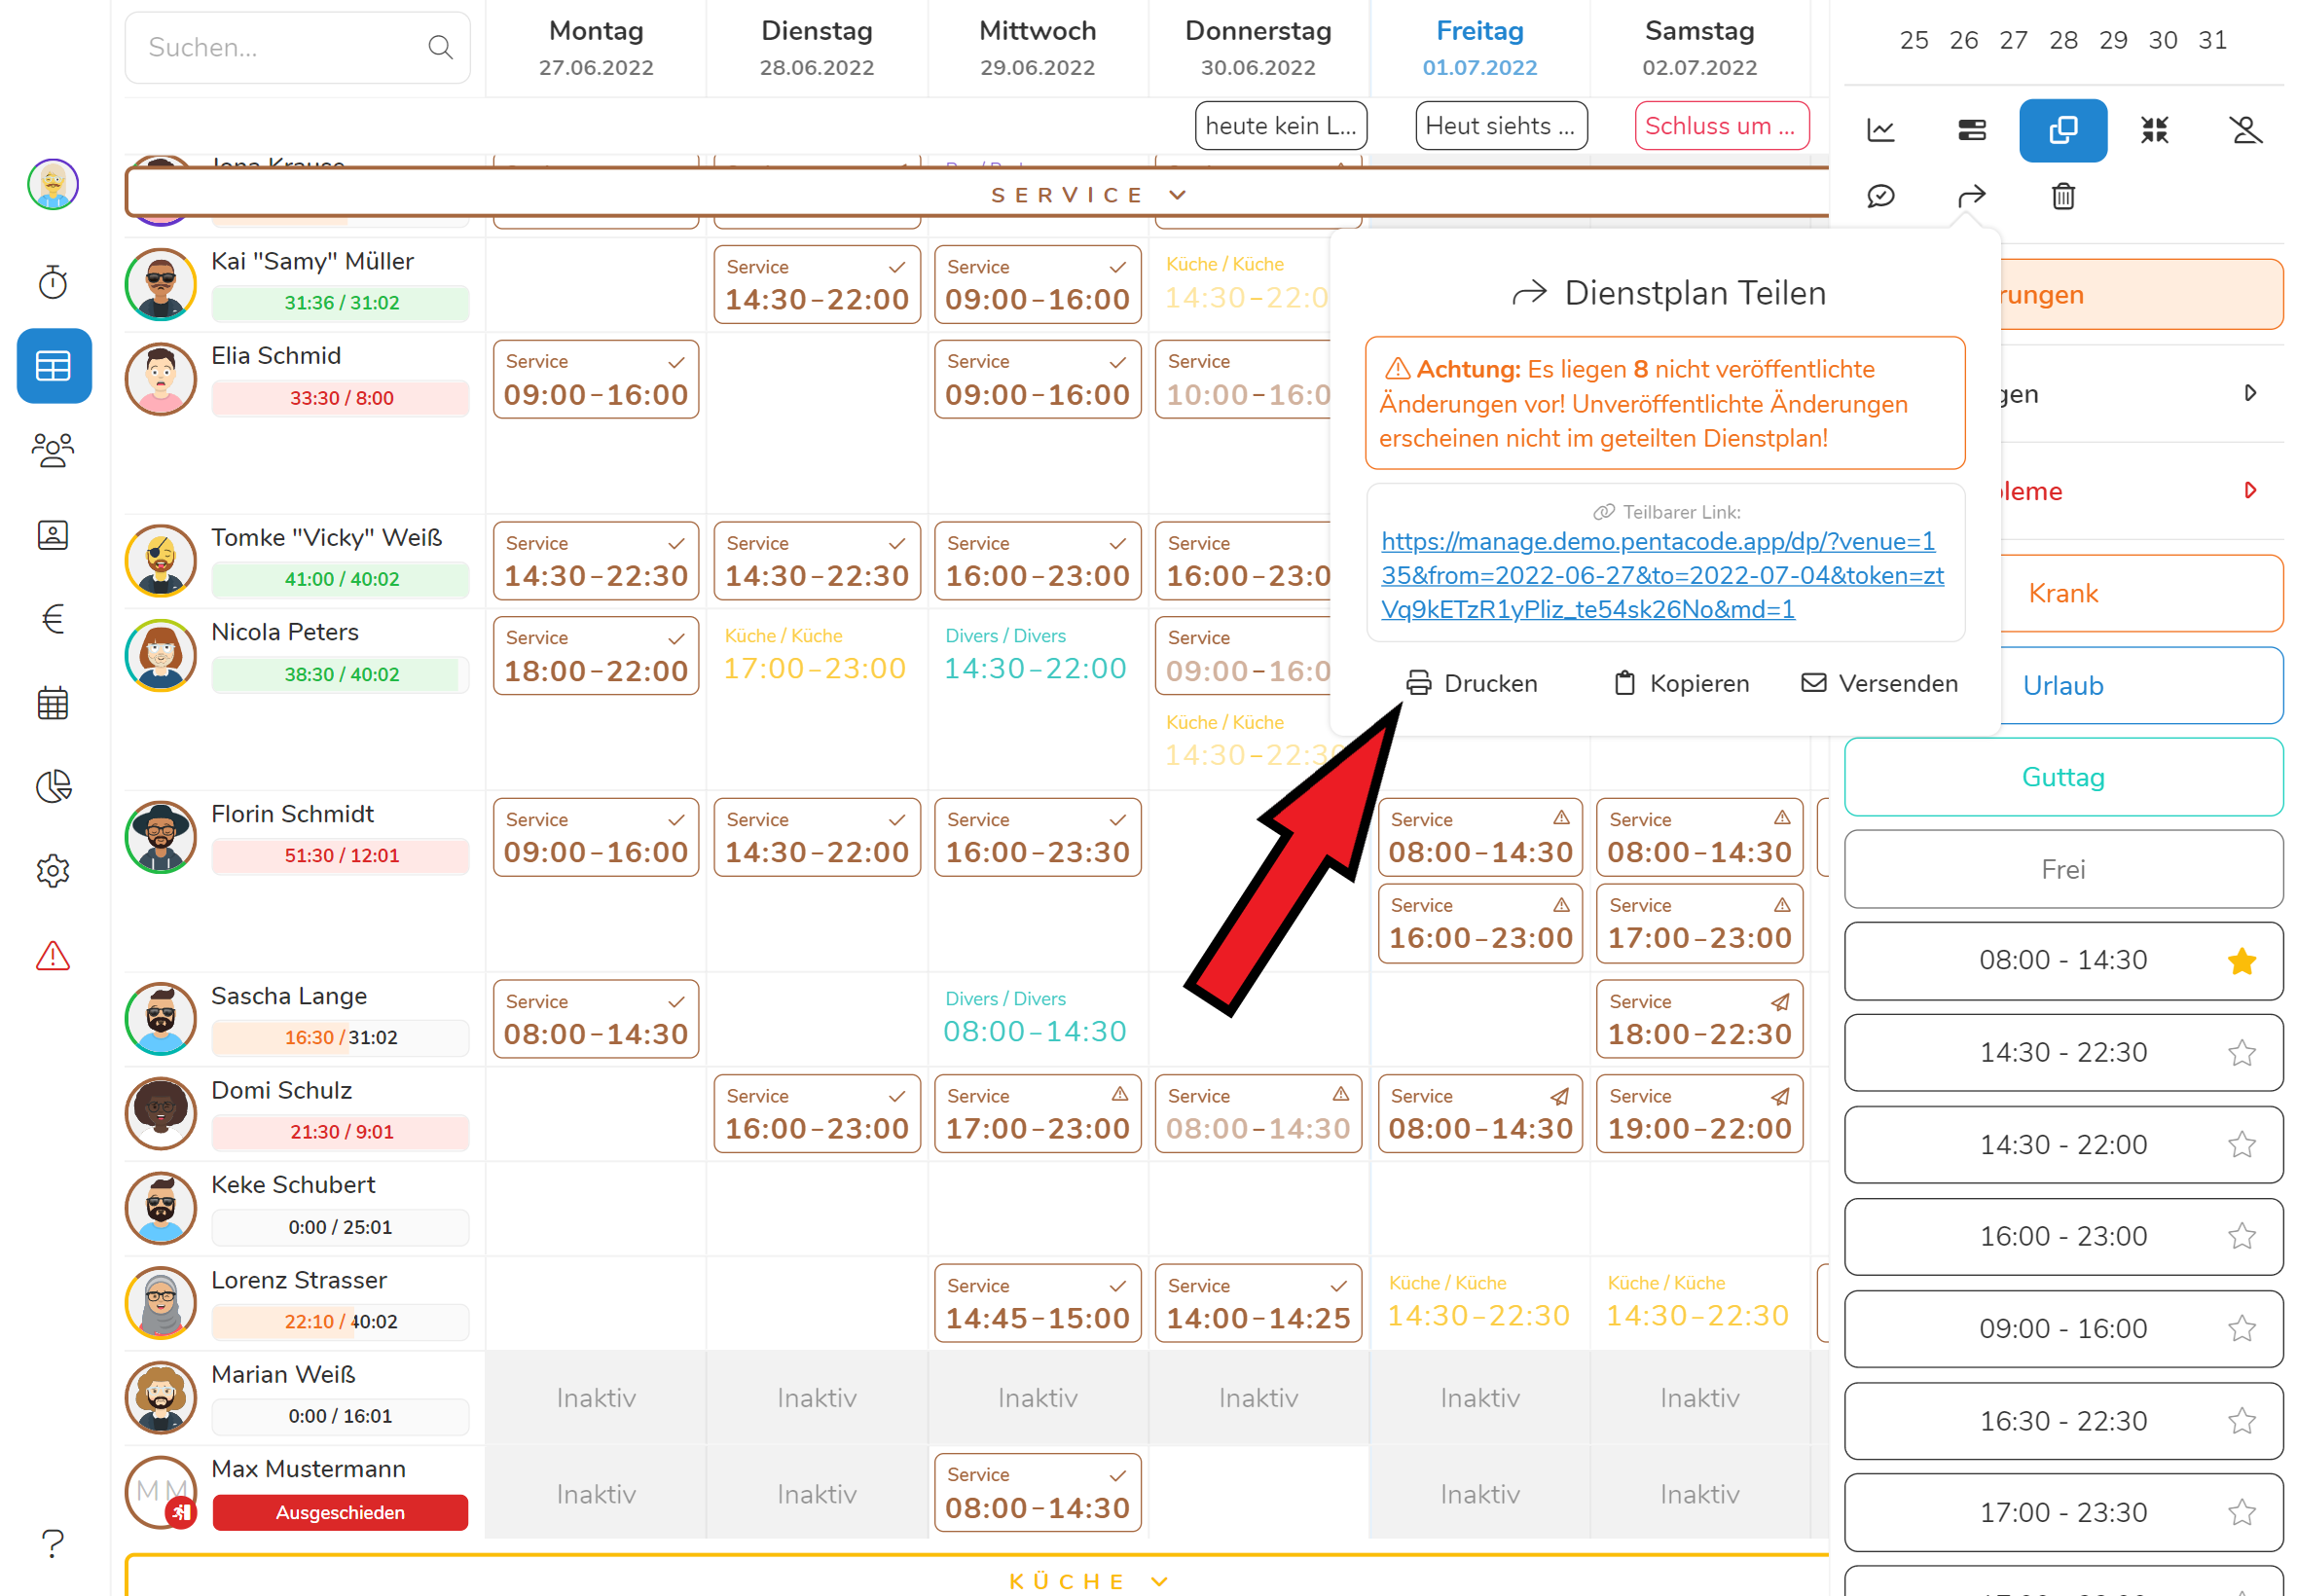 Suchen...
Montag
27.06.2022
Dienstag
28.06.2022
Mittwoch
29.06.2022
Donnerstag
30.06.2022
Freitag
01.07.2022
Samstag
02.07.2022
25 26 27 28 29 30 31
heute kein L...
Heut siehts ...
Schluss um ...
SERVICE
Kai "Samy" Müller
31:36 / 31:02
Service
14:30–22:00
Service
09:00–16:00
Küche / Küche
14:30–22:0
Elia Schmid
33:30 / 8:00
Service
09:00–16:00
Service
09:00–16:00
Service
10:00–16:0
Tomke "Vicky" Weiß
41:00 / 40:02
Service
14:30–22:30
Service
14:30–22:30
Service
16:00–23:00
Service
16:00–23:0
Nicola Peters
38:30 / 40:02
Service
18:00–22:00
Küche / Küche
17:00–23:00
Divers / Divers
14:30–22:00
Service
09:00–16:0
Küche / Küche
14:30–22:30
Florin Schmidt
51:30 / 12:01
Service
09:00–16:00
Service
14:30–22:00
Service
16:00–23:30
Service
08:00–14:30
Service
16:00–23:00
Service
08:00–14:30
Service
17:00–23:00
Sascha Lange
16:30 / 31:02
Service
08:00–14:30
Divers / Divers
08:00–14:30
Service
18:00–22:30
Domi Schulz
21:30 / 9:01
Service
16:00–23:00
Service
17:00–23:00
Service
08:00–14:30
Service
08:00–14:30
Service
19:00–22:00
Keke Schubert
0:00 / 25:01
Lorenz Strasser
22:10 / 40:02
Service
14:45–15:00
Service
14:00–14:25
Küche / Küche
14:30–22:30
Küche / Küche
14:30–22:30
Marian Weiß
0:00 / 16:01
Inaktiv
Inaktiv
Inaktiv
Inaktiv
Inaktiv
Inaktiv
MM
Max Mustermann
Ausgeschieden
Inaktiv
Inaktiv
Service
08:00–14:30
Inaktiv
Inaktiv
KÜCHE
Dienstplan Teilen
Achtung: Es liegen 8 nicht veröffentlichte
Änderungen vor! Unveröffentlichte Änderungen
erscheinen nicht im geteilten Dienstplan!
Teilbarer Link:
https://manage.demo.pentacode.app/dp/?venue=1
35&from=2022-06-27&to=2022-07-04&token=zt
Vq9kETzR1yPliz_te54sk26No&md=1
Drucken
Kopieren
Versenden
rungen
gen
leme
Krank
Urlaub
Guttag
Frei
08:00 - 14:30
14:30 - 22:30
14:30 - 22:00
16:00 - 23:00
09:00 - 16:00
16:30 - 22:30
17:00 - 23:30
?